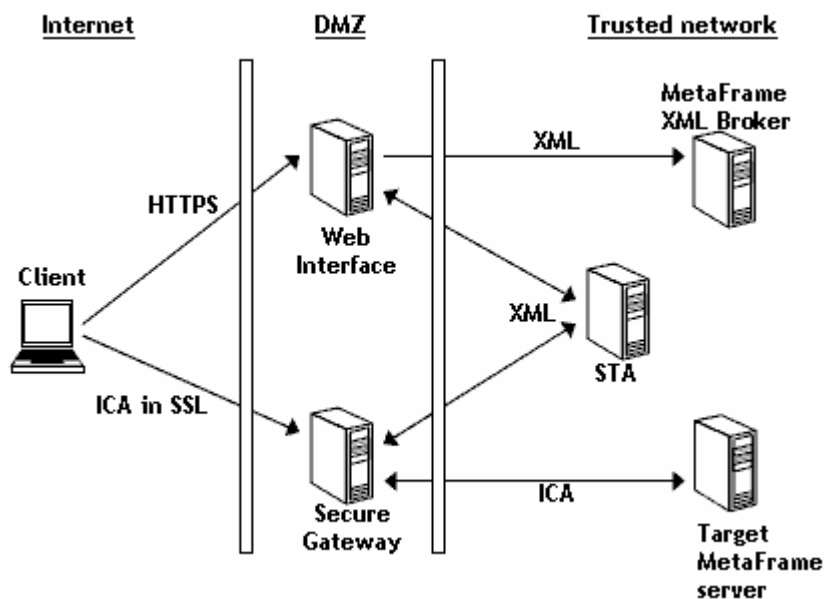 Internet
DMZ
Trusted network
MetaFrame
XML Broker
XML
HTTPS
Web
Interface
Client
XML
STA
ICA in SSL
ICA
Secure
Gateway
Target
MetaFrame
server